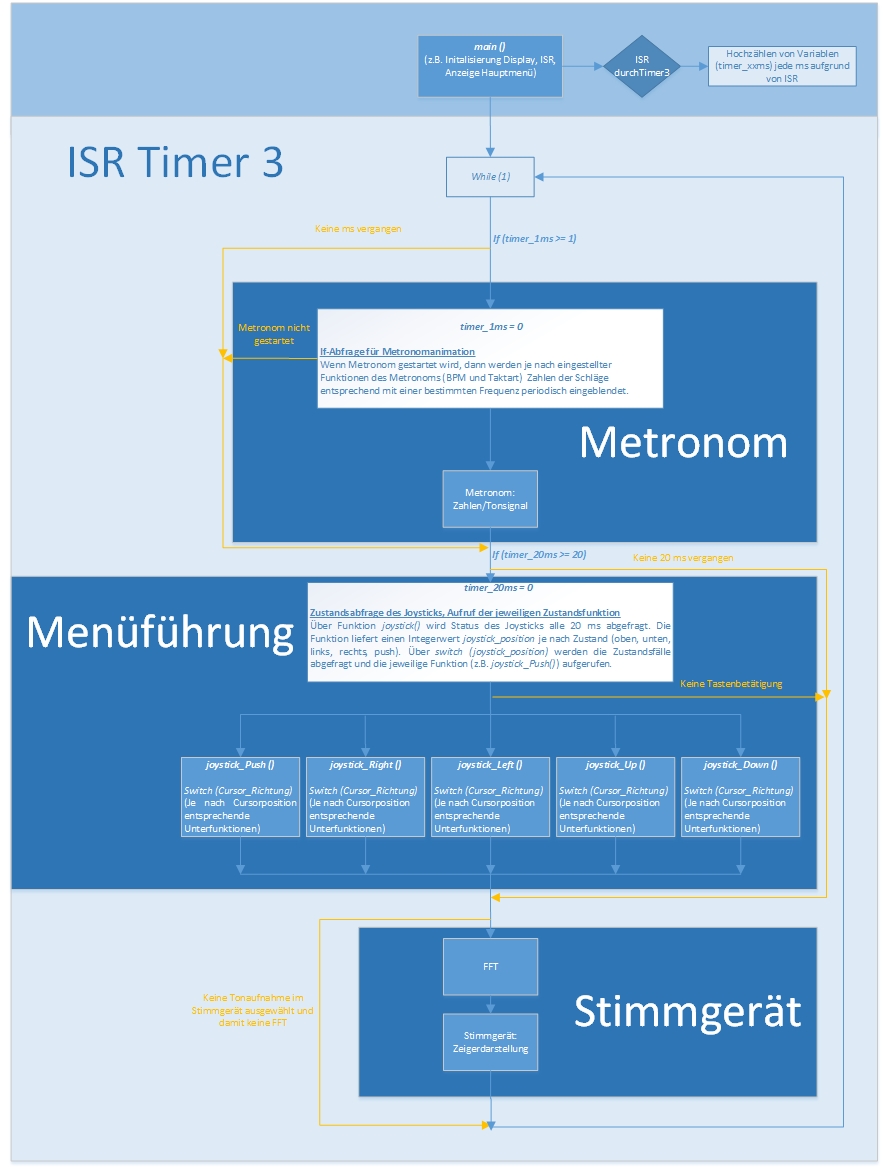 main ()
(z.B. Initalisierung Display, ISR,
Anzeige Hauptmenü)
ISR
durchTimer3
Hochzählen von Variablen
(timer_xxms) jede ms aufgrund
von ISR
ISR Timer 3
While (1)
Keine ms vergangen
If (timer_1ms >= 1)
Metronom nicht
gestartet
timer_1ms = 0
If-Abfrage für Metronomanimation
Wenn Metronom gestartet wird, dann werden je nach eingestellter
Funktionen des Metronoms (BPM und Taktart) Zahlen der Schläge
entsprechend mit einer bestimmten Frequenz periodisch eingeblendet.
Metronom
Metronom:
Zahlen/Tonsignal
If (timer_20ms >= 20)
Keine 20 ms vergangen
Menüführung
timer_20ms = 0
Zustandsabfrage des Joysticks, Aufruf der jeweiligen Zustandsfunktion
Über Funktion joystick() wird Status des Joysticks alle 20 ms abgefragt. Die
Funktion liefert einen Integerwert joystick_position je nach Zustand (oben, unten,
links, rechts, push). Über switch (joystick_position) werden die Zustandsfälle
abgefragt und die jeweilige Funktion (z.B. joystick_Push()) aufgerufen.
Keine Tastenbetätigung
joystick_Push ()
Switch (Cursor_Richtung)
(Je nach Cursorposition
entsprechende
Unterfunktionen)
joystick_Right ()
Switch (Cursor_Richtung)
(Je nach Cursorposition
entsprechende
Unterfunktionen)
joystick_Left ()
Switch (Cursor_Richtung)
(Je nach Cursorposition
entsprechende
Unterfunktionen)
joystick_Up ()
Switch (Cursor_Richtung)
(Je nach Cursorposition
entsprechende
Unterfunktionen)
joystick_Down ()
Switch (Cursor_Richtung)
(Je nach Cursorposition
entsprechende
Unterfunktionen)
FFT
Keine Tonaufnahme im
Stimmgerät ausgewählt und
damit keine FFT
Stimmgerät
Stimmgerät:
Zeigerdarstellung